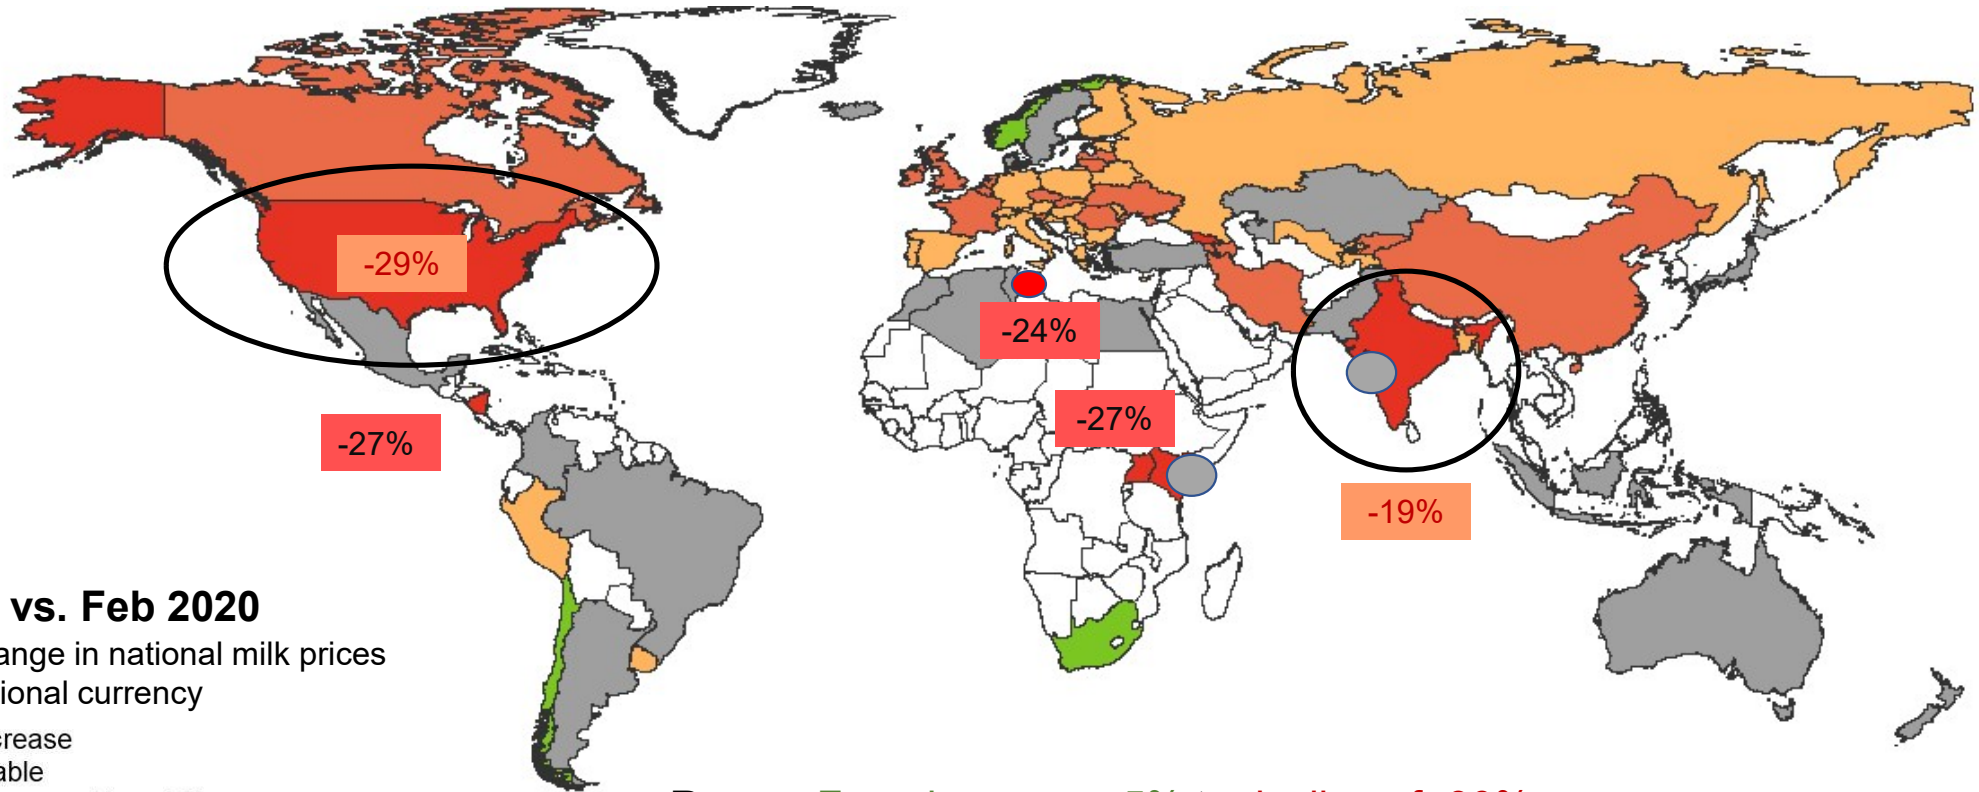 -29%
-24%
-27%
-27%
-19%
vs. Feb 2020
ange in national milk prices
ional currency
crease
able